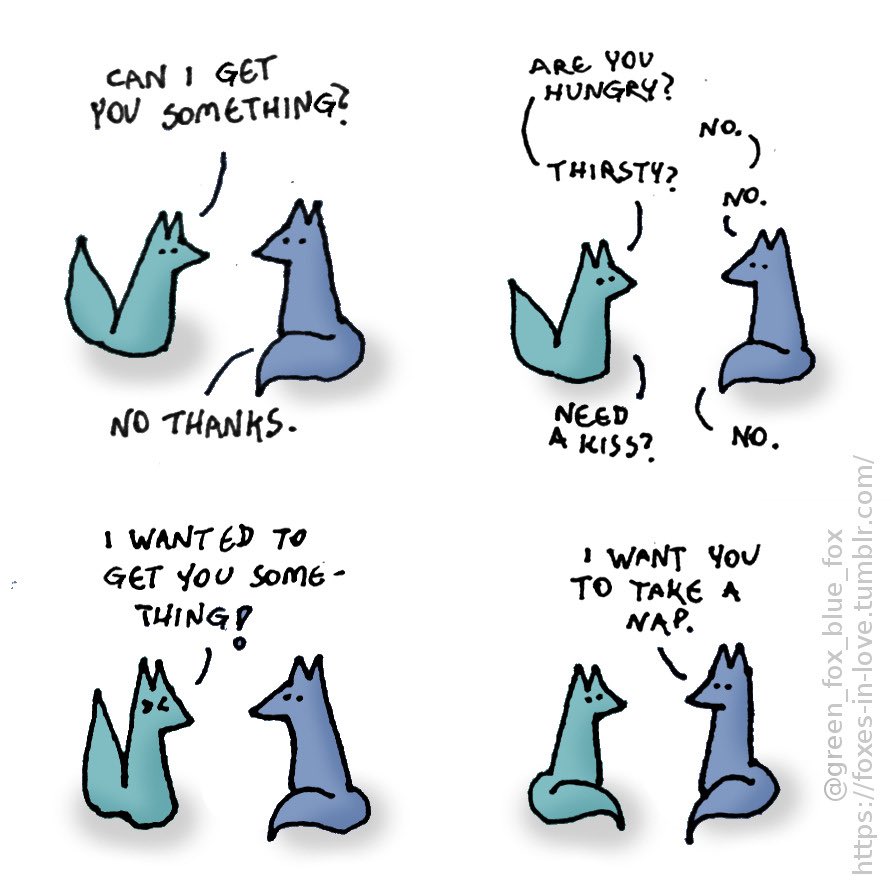 CAN I GET
YOU SOMETHING?
NO THANKS.
ARE YOU
HUNGRY?
NO.
THIRSTY?
NO.
NEED
A KISS?
NO.
I WANTED TO
GET YOU SOME-
THING!
I WANT YOU
TO TAKE A
NAP.
@green_fox_blue_fox
https://foxes-in-love.tumblr.com/